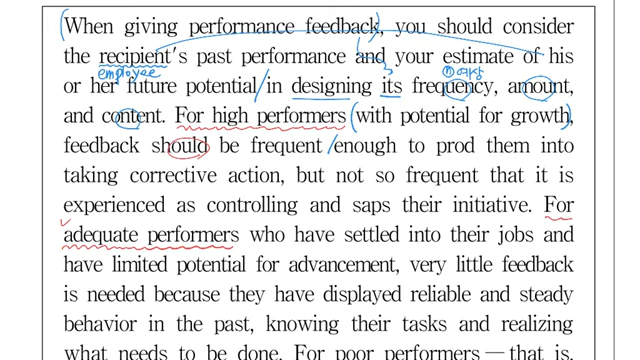 When giving performance feedback, you should consider
the recipient's past performance and your estimate of his
employee
or her future potential in designing its frequency, amount,
and content. For high performers (with potential for growth),
feedback should be frequent enough to prod them into
taking corrective action, but not so frequent that it is
experienced as controlling and saps their initiative. For
adequate performers who have settled into their jobs and
have limited potential for advancement, very little feedback
is needed because they have displayed reliable and steady
behavior in the past, knowing their tasks and realizing
what needs to be done. For poor performers — that is,